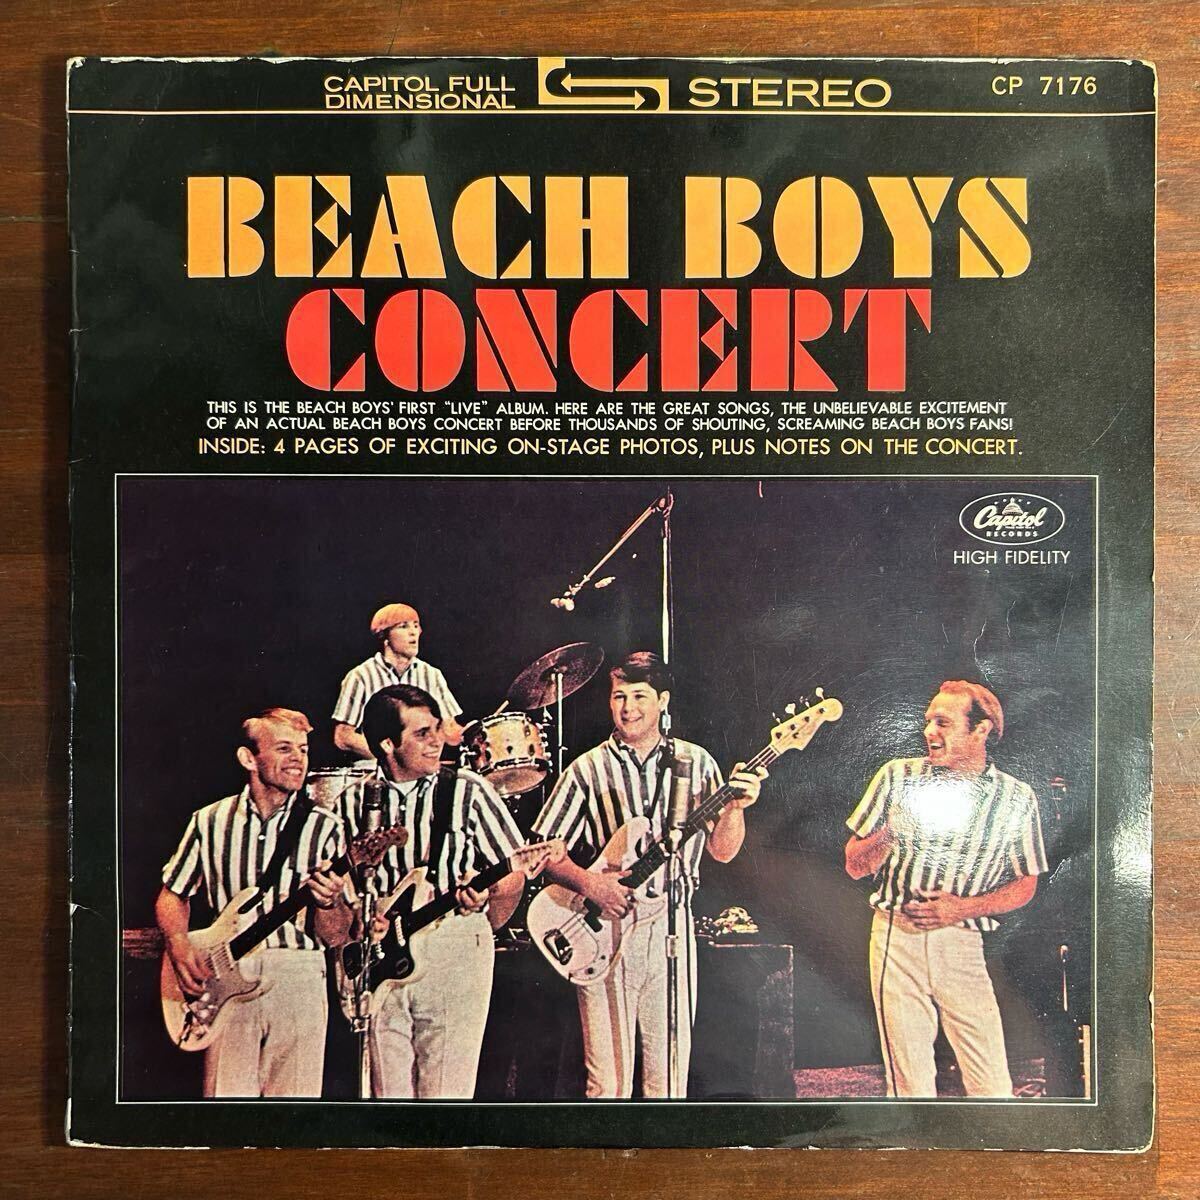 CAPITOL FULL
DIMENSIONAL
STEREO
CP 7176
BEACH BOYS
CONCERT
THIS IS THE BEACH BOYS' FIRST "LIVE" ALBUM. HERE ARE THE GREAT SONGS, THE UNBELIEVABLE EXCITEMENT
OF AN ACTUAL BEACH BOYS CONCERT BEFORE THOUSANDS OF SHOUTING, SCREAMING BEACH BOYS FANS!
INSIDE: 4 PAGES OF EXCITING ON-STAGE PHOTOS, PLUS NOTES ON THE CONCERT.
Capitol
RECORDS
HIGH FIDELITY